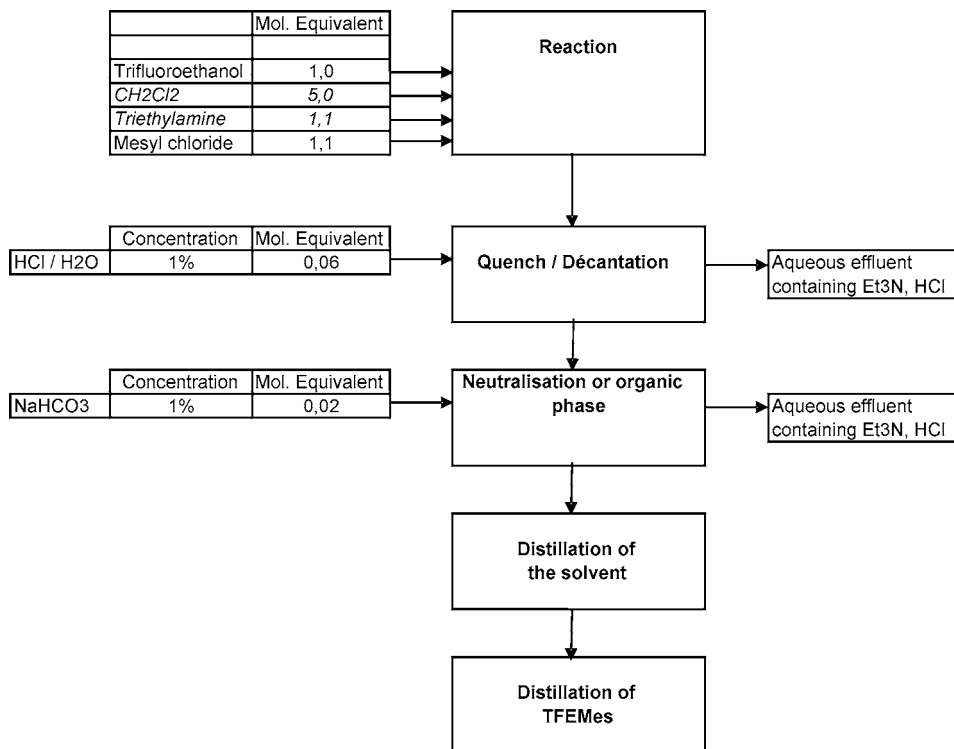 Mol. Equivalent
Reaction
Trifluoroethanol 1,0
CH2Cl2 5,0
Triethylamine 1,1
Mesyl chloride 1,1
Concentration Mol. Equivalent
HCl / H2O 1% 0,06
Quench / Décantation
Aqueous effluent
containing Et3N, HCl
Concentration Mol. Equivalent
NaHCO3 1% 0,02
Neutralisation or organic
phase
Aqueous effluent
containing Et3N, HCl
Distillation of
the solvent
Distillation of
TFEMes